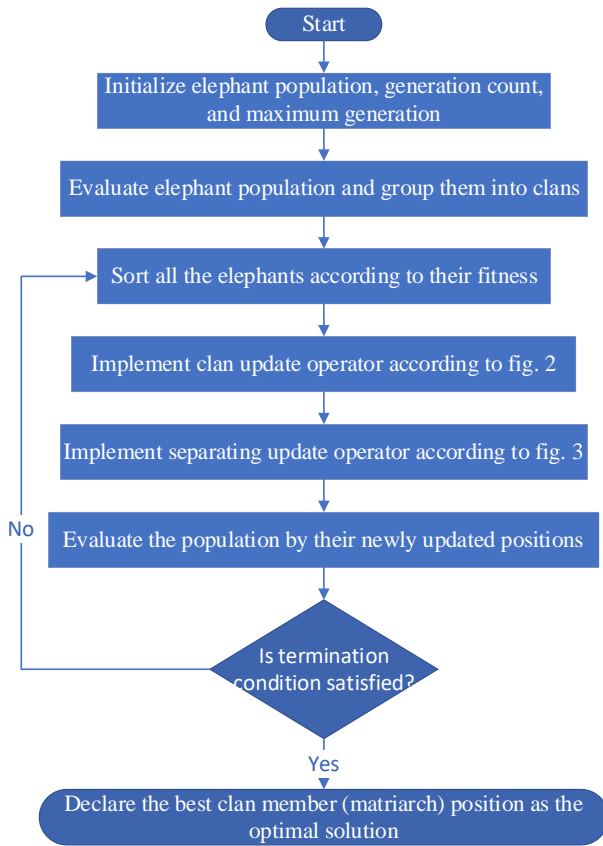 Start
Initialize elephant population, generation count,
and maximum generation
Evaluate elephant population and group them into clans
Sort all the elephants according to their fitness
Implement clan update operator according to fig. 2
Implement separating update operator according to fig. 3
Evaluate the population by their newly updated positions
No
Is termination
condition satisfied?
Yes
Declare the best clan member (matriarch) position as the
optimal solution